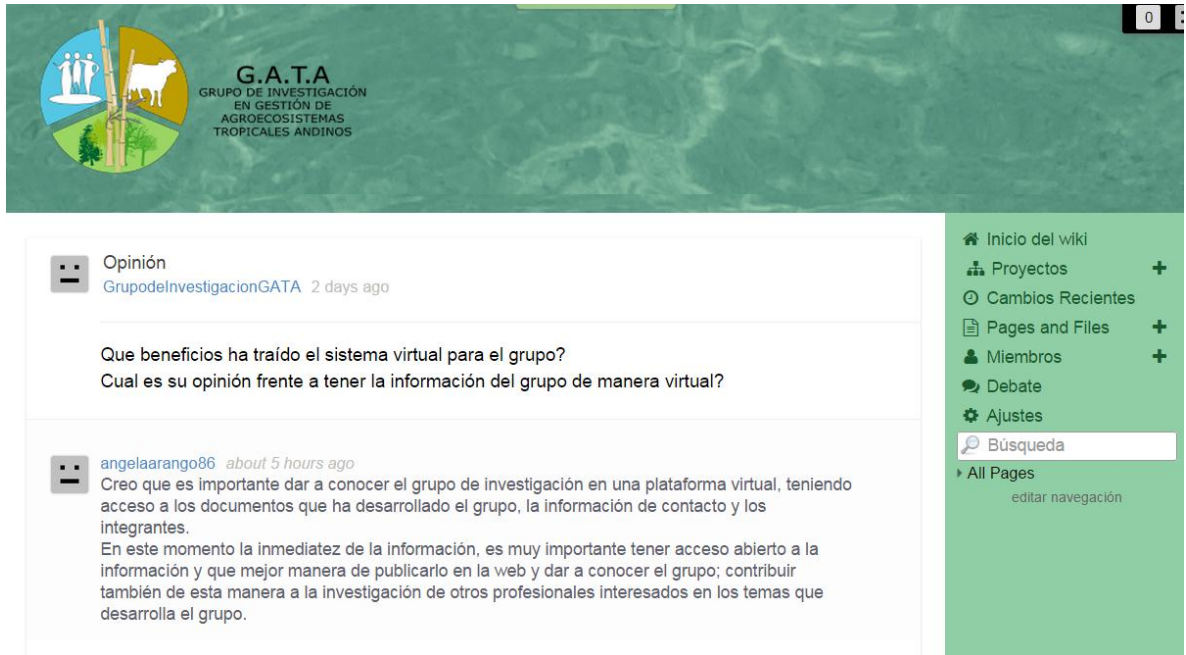 0
G.A.T.A
GRUPO DE INVESTIGACIÓN
EN GESTIÓN DE
AGROECOSISTEMAS
TROPICALES ANDINOS
Opinión
GrupodeInvestigacionGATA 2 days ago
Que beneficios ha traído el sistema virtual para el grupo?
Cual es su opinión frente a tener la información del grupo de manera virtual?
angelaarango86 about 5 hours ago
Creo que es importante dar a conocer el grupo de investigación en una plataforma virtual, teniendo
acceso a los documentos que ha desarrollado el grupo, la información de contacto y los
integrantes.
En este momento la inmediatez de la información, es muy importante tener acceso abierto a la
información y que mejor manera de publicarlo en la web y dar a conocer el grupo; contribuir
también de esta manera a la investigación de otros profesionales interesados en los temas que
desarrolla el grupo.
Inicio del wiki
Proyectos +
Cambios Recientes
Pages and Files +
Miembros +
Debate
Ajustes
Búsqueda
All Pages
editar navegación